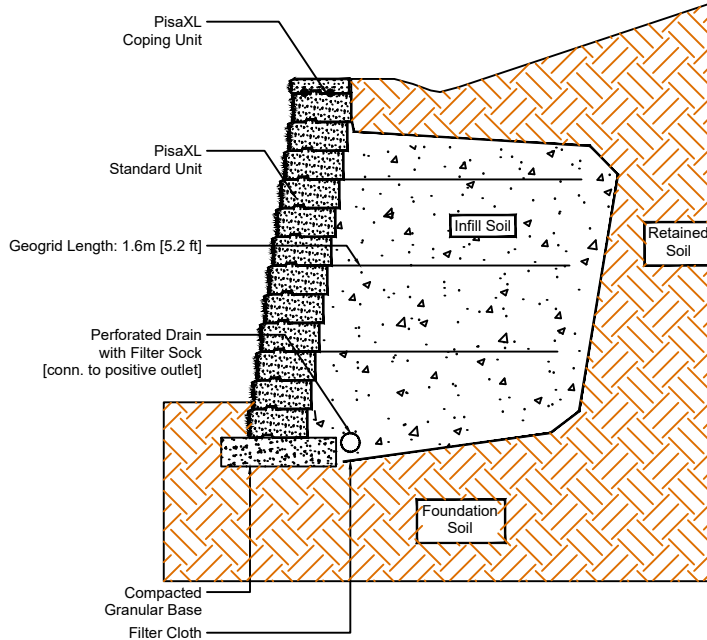 PisaXL
Coping Unit
PisaXL
Standard Unit
Infill Soil
Retained
Soil
Geogrid Length: 1.6m [5.2 ft]
Perforated Drain
with Filter Sock
[conn. to positive outlet]
Foundation
Soil
Compacted
Granular Base
Filter Cloth